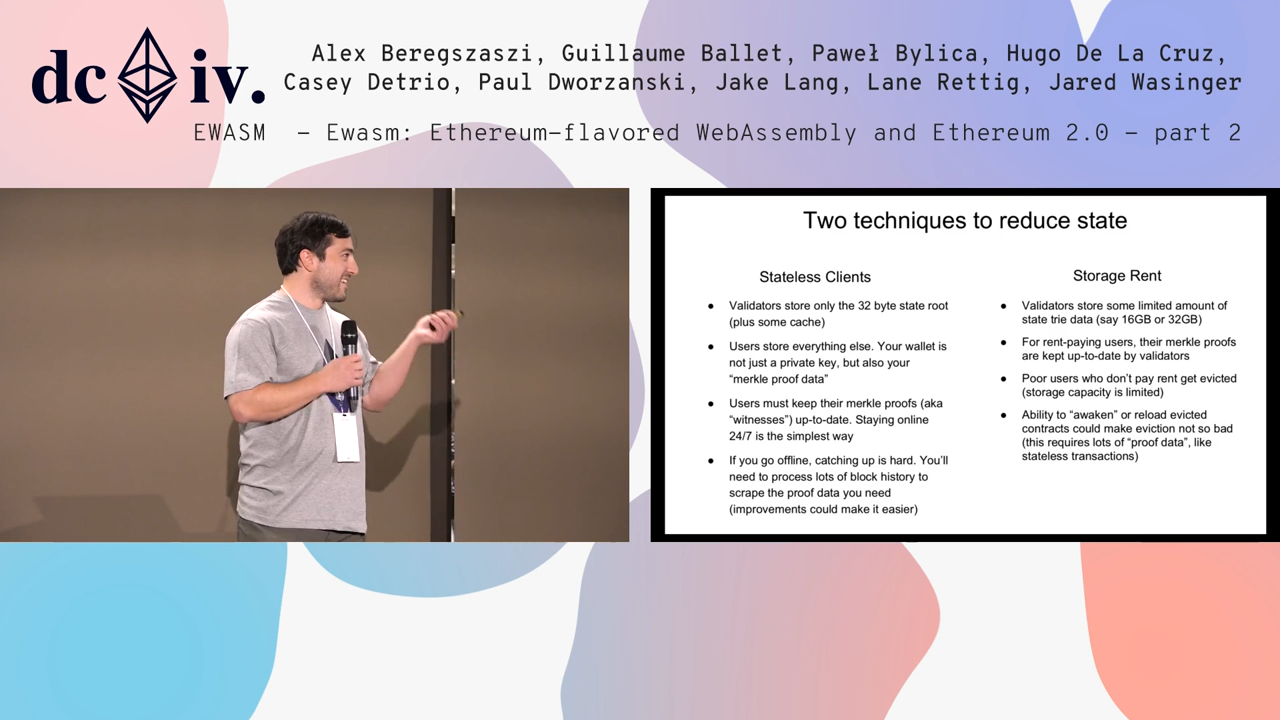 dc iv.
Alex Beregszaszi, Guillaume Ballet, Paweł Bylica, Hugo De La Cruz,
Casey Detrio, Paul Dworzanski, Jake Lang, Lane Rettig, Jared Wasinger
EWASM - Ewasm: Ethereum-flavored WebAssembly and Ethereum 2.0 - part 2
Two techniques to reduce state
Stateless Clients
● Validators store only the 32 byte state root
(plus some cache)
● Users store everything else. Your wallet is
not just a private key, but also your
“merkle proof data”
● Users must keep their merkle proofs (aka
“witnesses”) up-to-date. Staying online
24/7 is the simplest way
● If you go offline, catching up is hard. You’ll
need to process lots of block history to
scrape the proof data you need
(improvements could make it easier)
Storage Rent
● Validators store some limited amount of
state trie data (say 16GB or 32GB)
● For rent-paying users, their merkle proofs
are kept up-to-date by validators
● Poor users who don’t pay rent get evicted
(storage capacity is limited)
● Ability to “awaken” or reload evicted
contracts could make eviction not so bad
(this requires lots of “proof data”, like
stateless transactions)